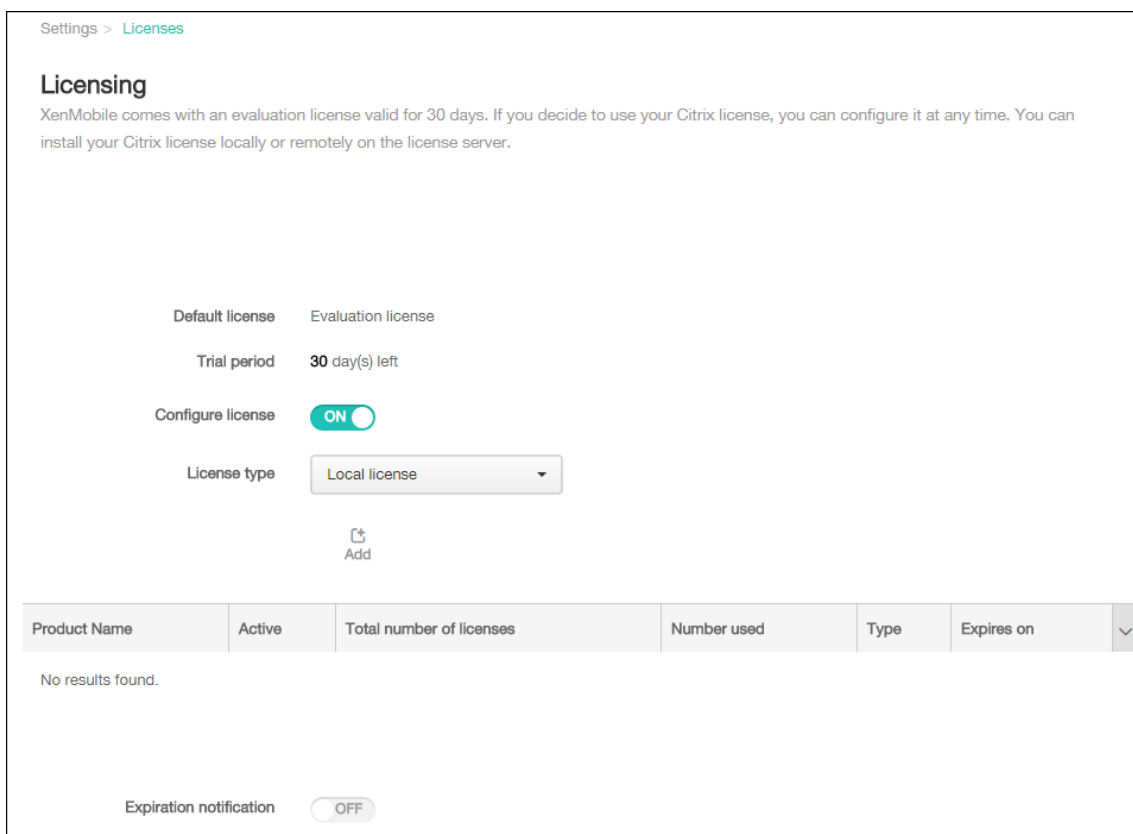 Settings > Licenses
Licensing
XenMobile comes with an evaluation license valid for 30 days. If you decide to use your Citrix license, you can configure it at any time. You can
install your Citrix license locally or remotely on the license server.
Default license Evaluation license
Trial period 30 day(s) left
Configure license ON
License type Local license
Add
Product Name Active Total number of licenses Number used Type Expires on
No results found.
Expiration notification OFF